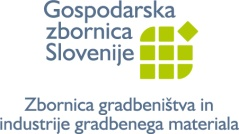 Gospodarska
zbornica
Slovenije
Zbornica gradbeništva in
industrije gradbenega materiala